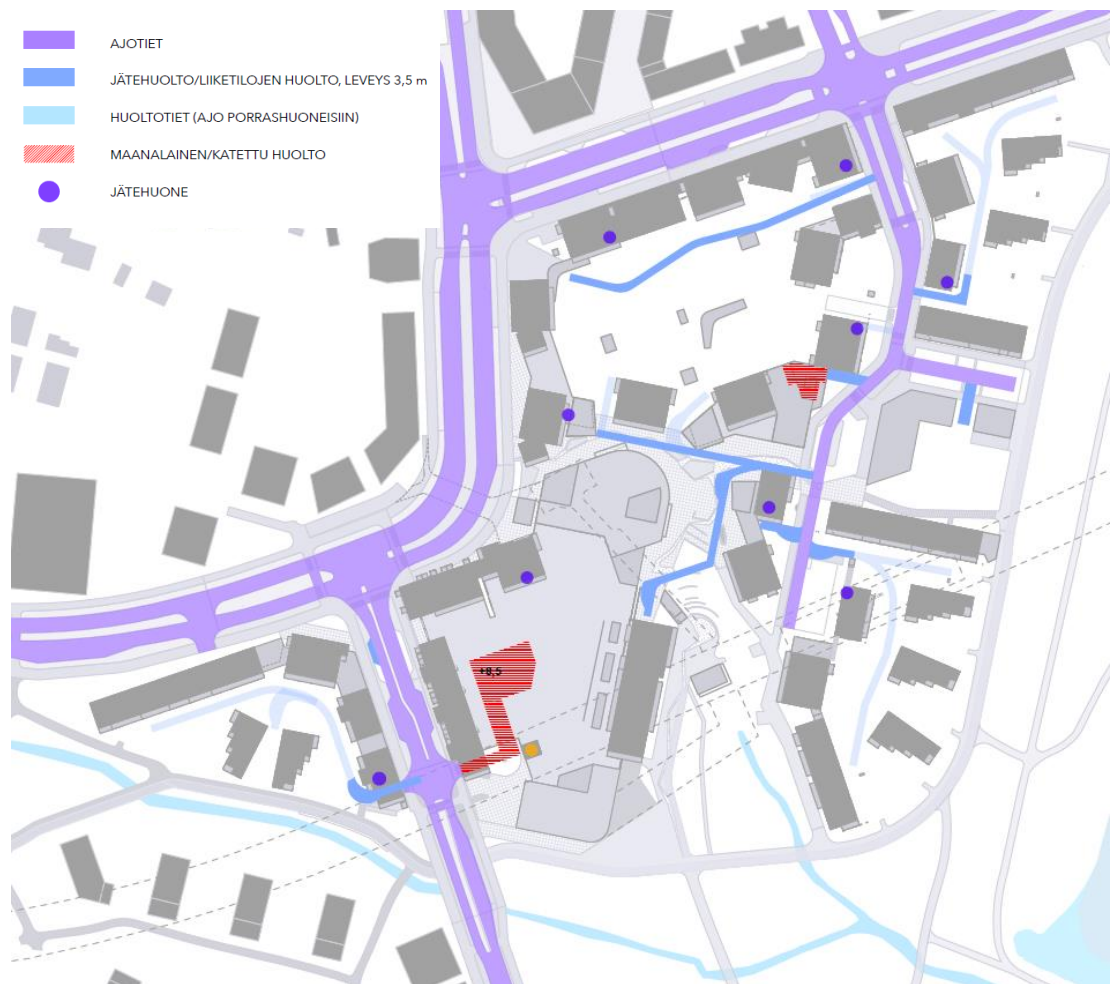 AJOTIET
JÄTEHUOLTO/LIIKETILOJEN HUOLTO, LEVEYS 3,5 m
HUOLTOTIET (AJO PORRASHUONEISIIN)
MAANALAINEN/KATETTU HUOLTO
JÄTEHUONE
+8,5